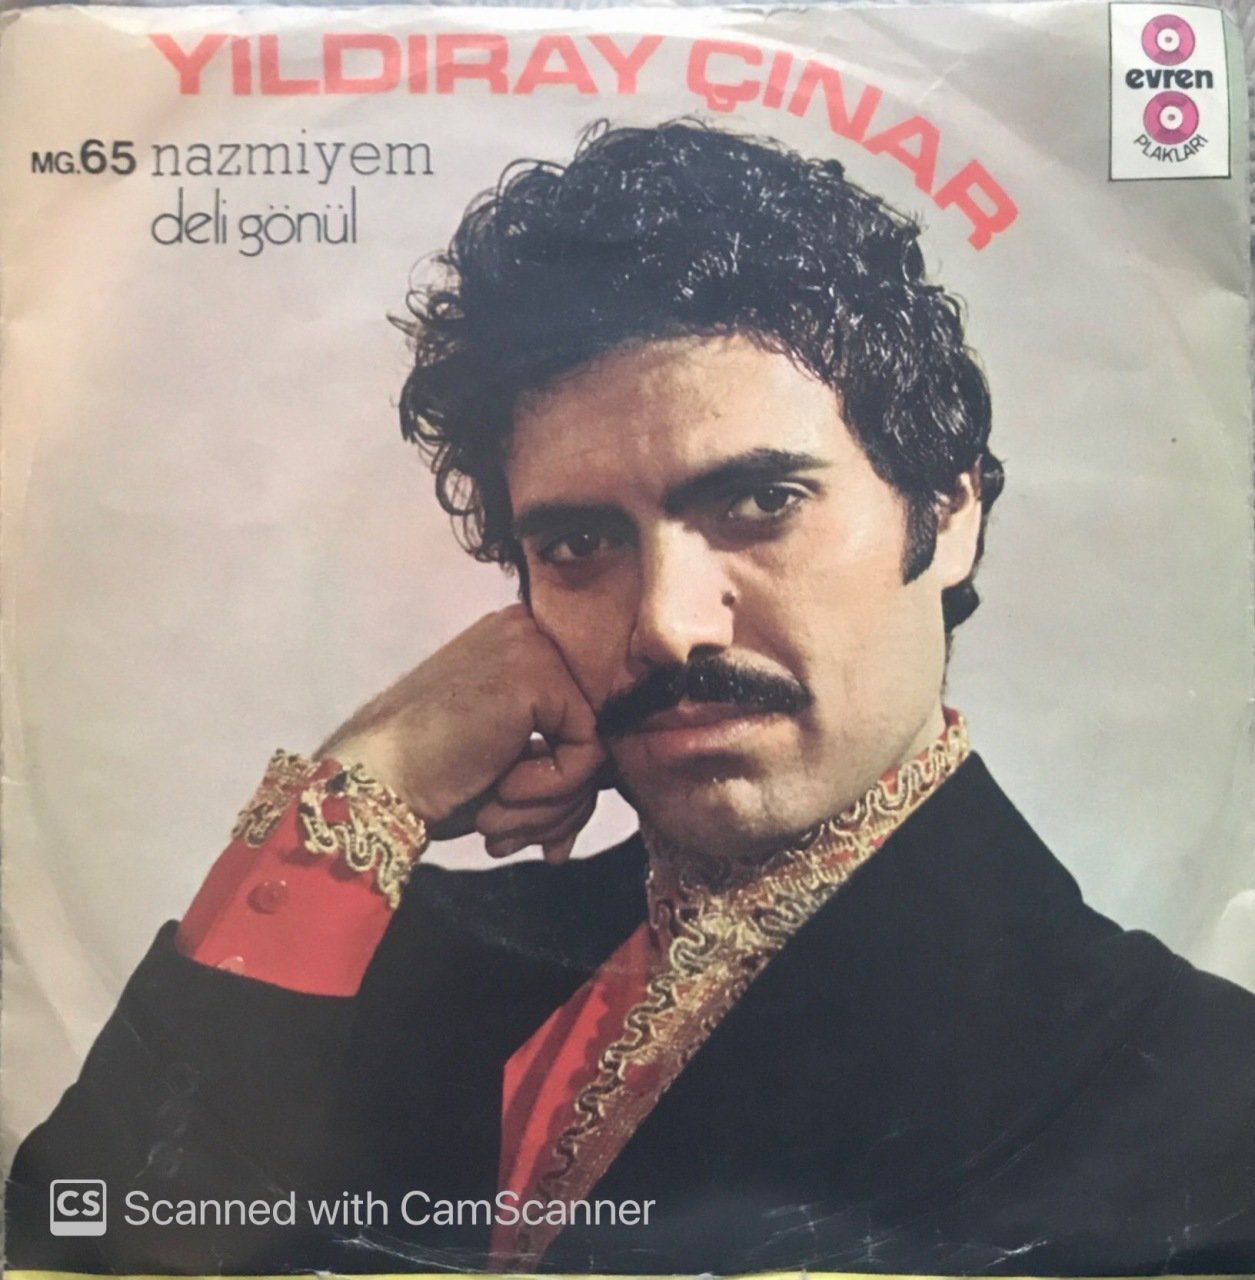 YILDIRAY ÇINAR
MG.65 nazmiyem
deli gönül
evren
PLAKLARI
CS Scanned with CamScanner